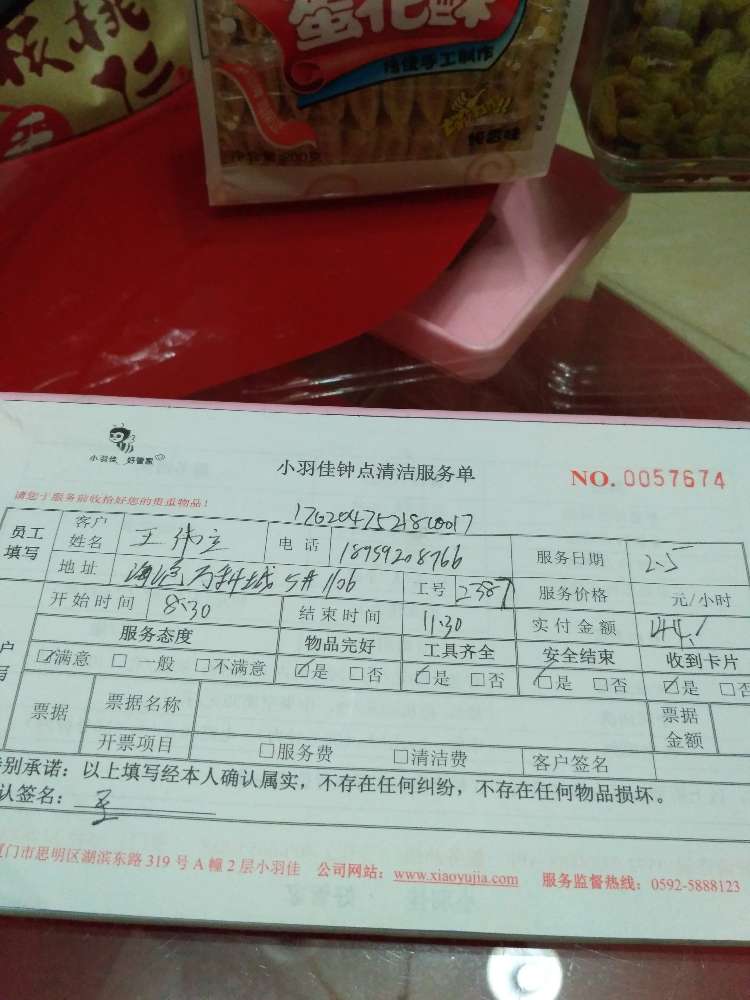 核桃仁
蛋花酥
传统手工制作
小羽佳 好管家
小羽佳钟点清洁服务单
NO. 0057674
请您于服务前收拾好您的贵重物品！
员工填写 客户姓名 王伟 电话 18959208766 服务日期 2.5
地址 海沧万科城 1106 工号 2387 服务价格 元/小时
开始时间 8:30 结束时间 11:30 实付金额
服务态度 物品完好 工具齐全 安全结束 收到卡片
满意 一般 不满意 是 否 是 否 是 否 是 否
票据 票据名称 票据金额
开票项目 服务费 清洁费 客户签名
别承诺：以上填写经本人确认属实，不存在任何纠纷，不存在任何物品损坏。
认签名：
门市思明区湖滨东路 319 号 A 幢 2 层小羽佳 公司网站：www.xiaoyujia.com 服务监督热线：0592-5888123